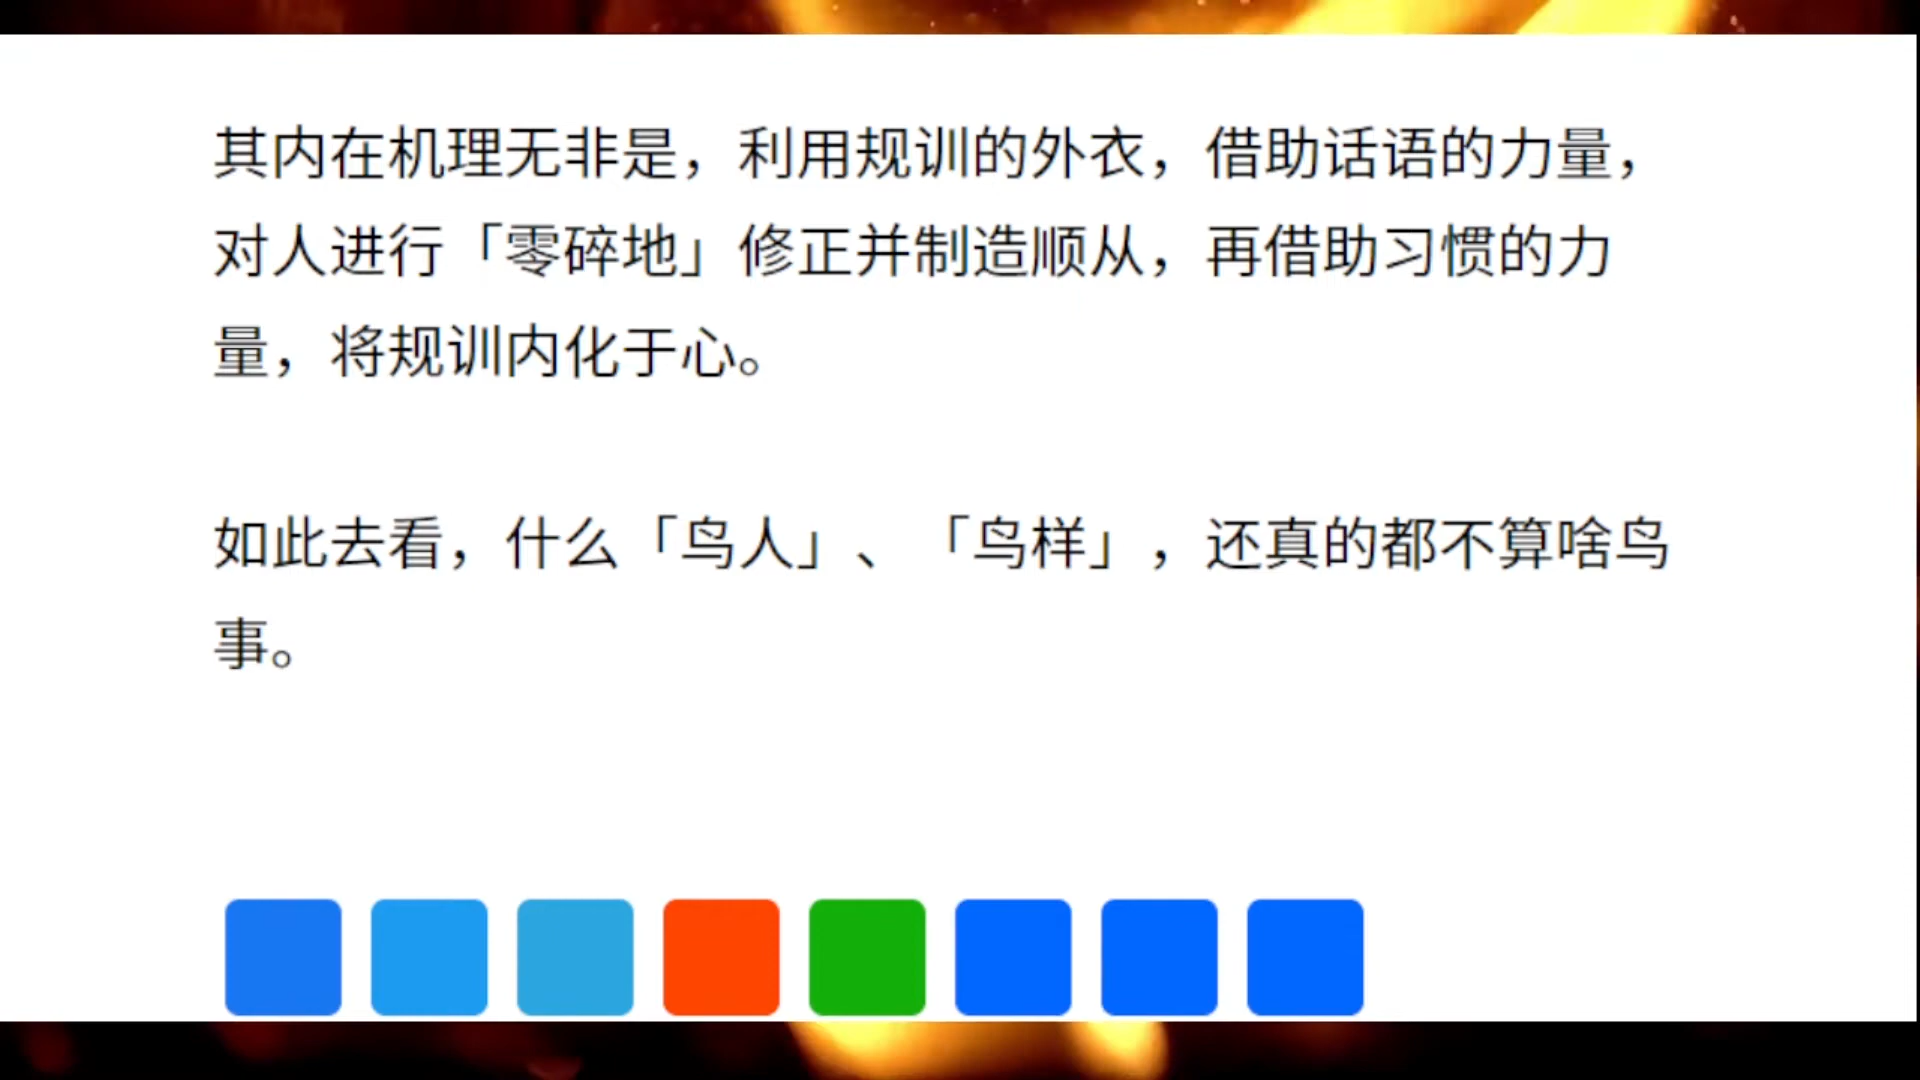 其内在机理无非是，利用规训的外衣，借助话语的力量，
对人进行「零碎地」修正并制造顺从，再借助习惯的力
量，将规训内化于心。
如此去看，什么「鸟人」、「鸟样」，还真的都不算啥鸟
事。